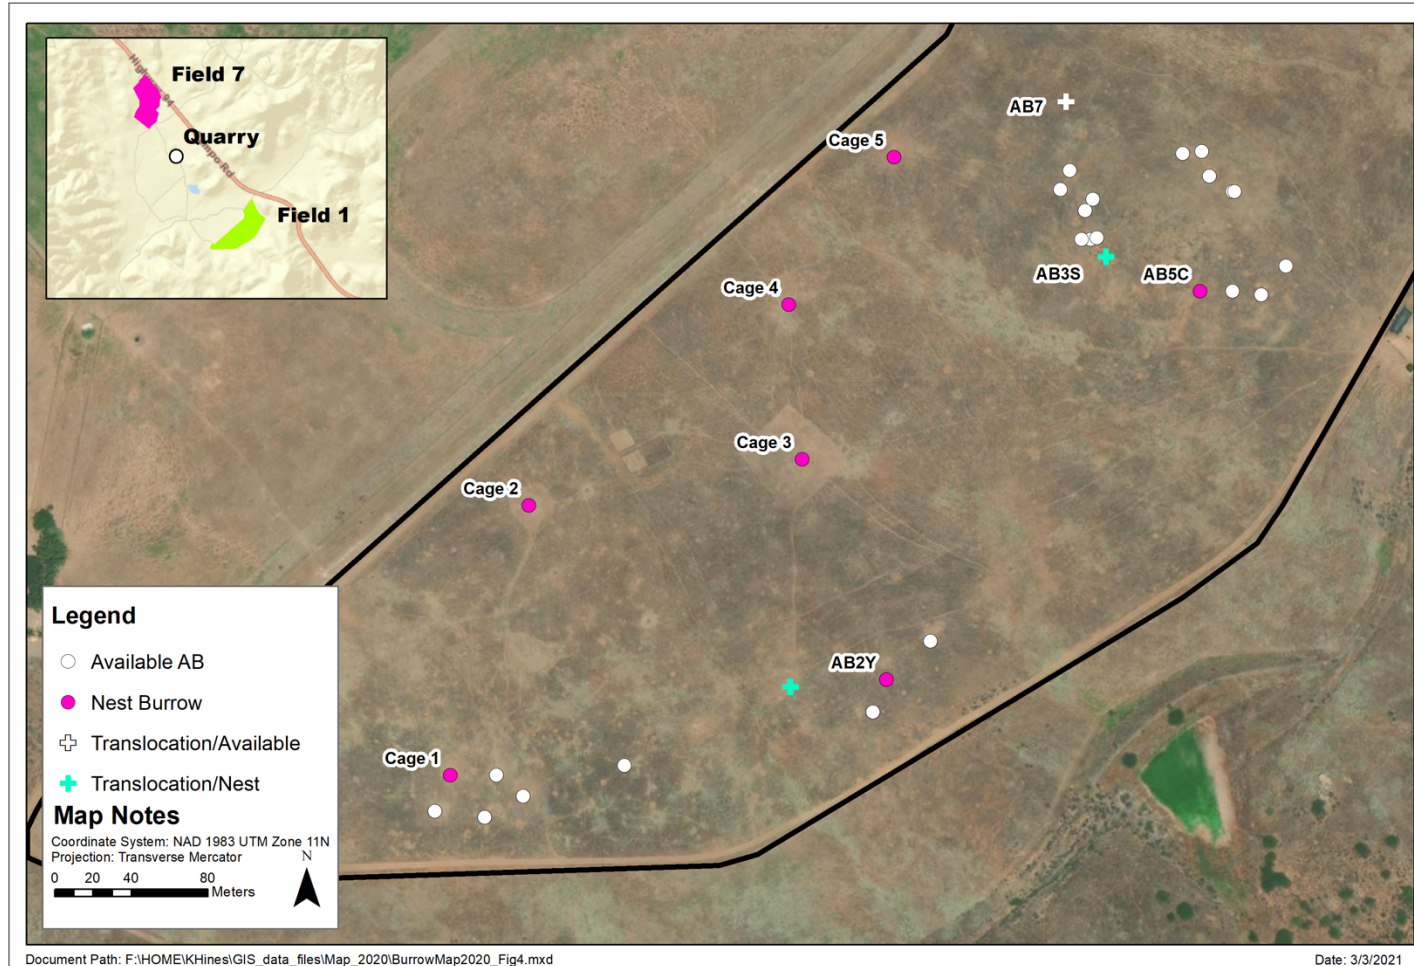 Field 7
Highway 94
Quarry
Field 1
AB7
Cage 5
AB3S
AB5C
Cage 4
Cage 3
Cage 2
AB2Y
Cage 1
Legend
Available AB
Nest Burrow
Translocation/Available
Translocation/Nest
Map Notes
Coordinate System: NAD 1983 UTM Zone 11N
Projection: Transverse Mercator
N
0 20 40 80
Meters
Document Path: F:\HOME\KHines\GIS_data_files\Map_2020\BurrowMap2020_Fig4.mxd
Date: 3/3/2021